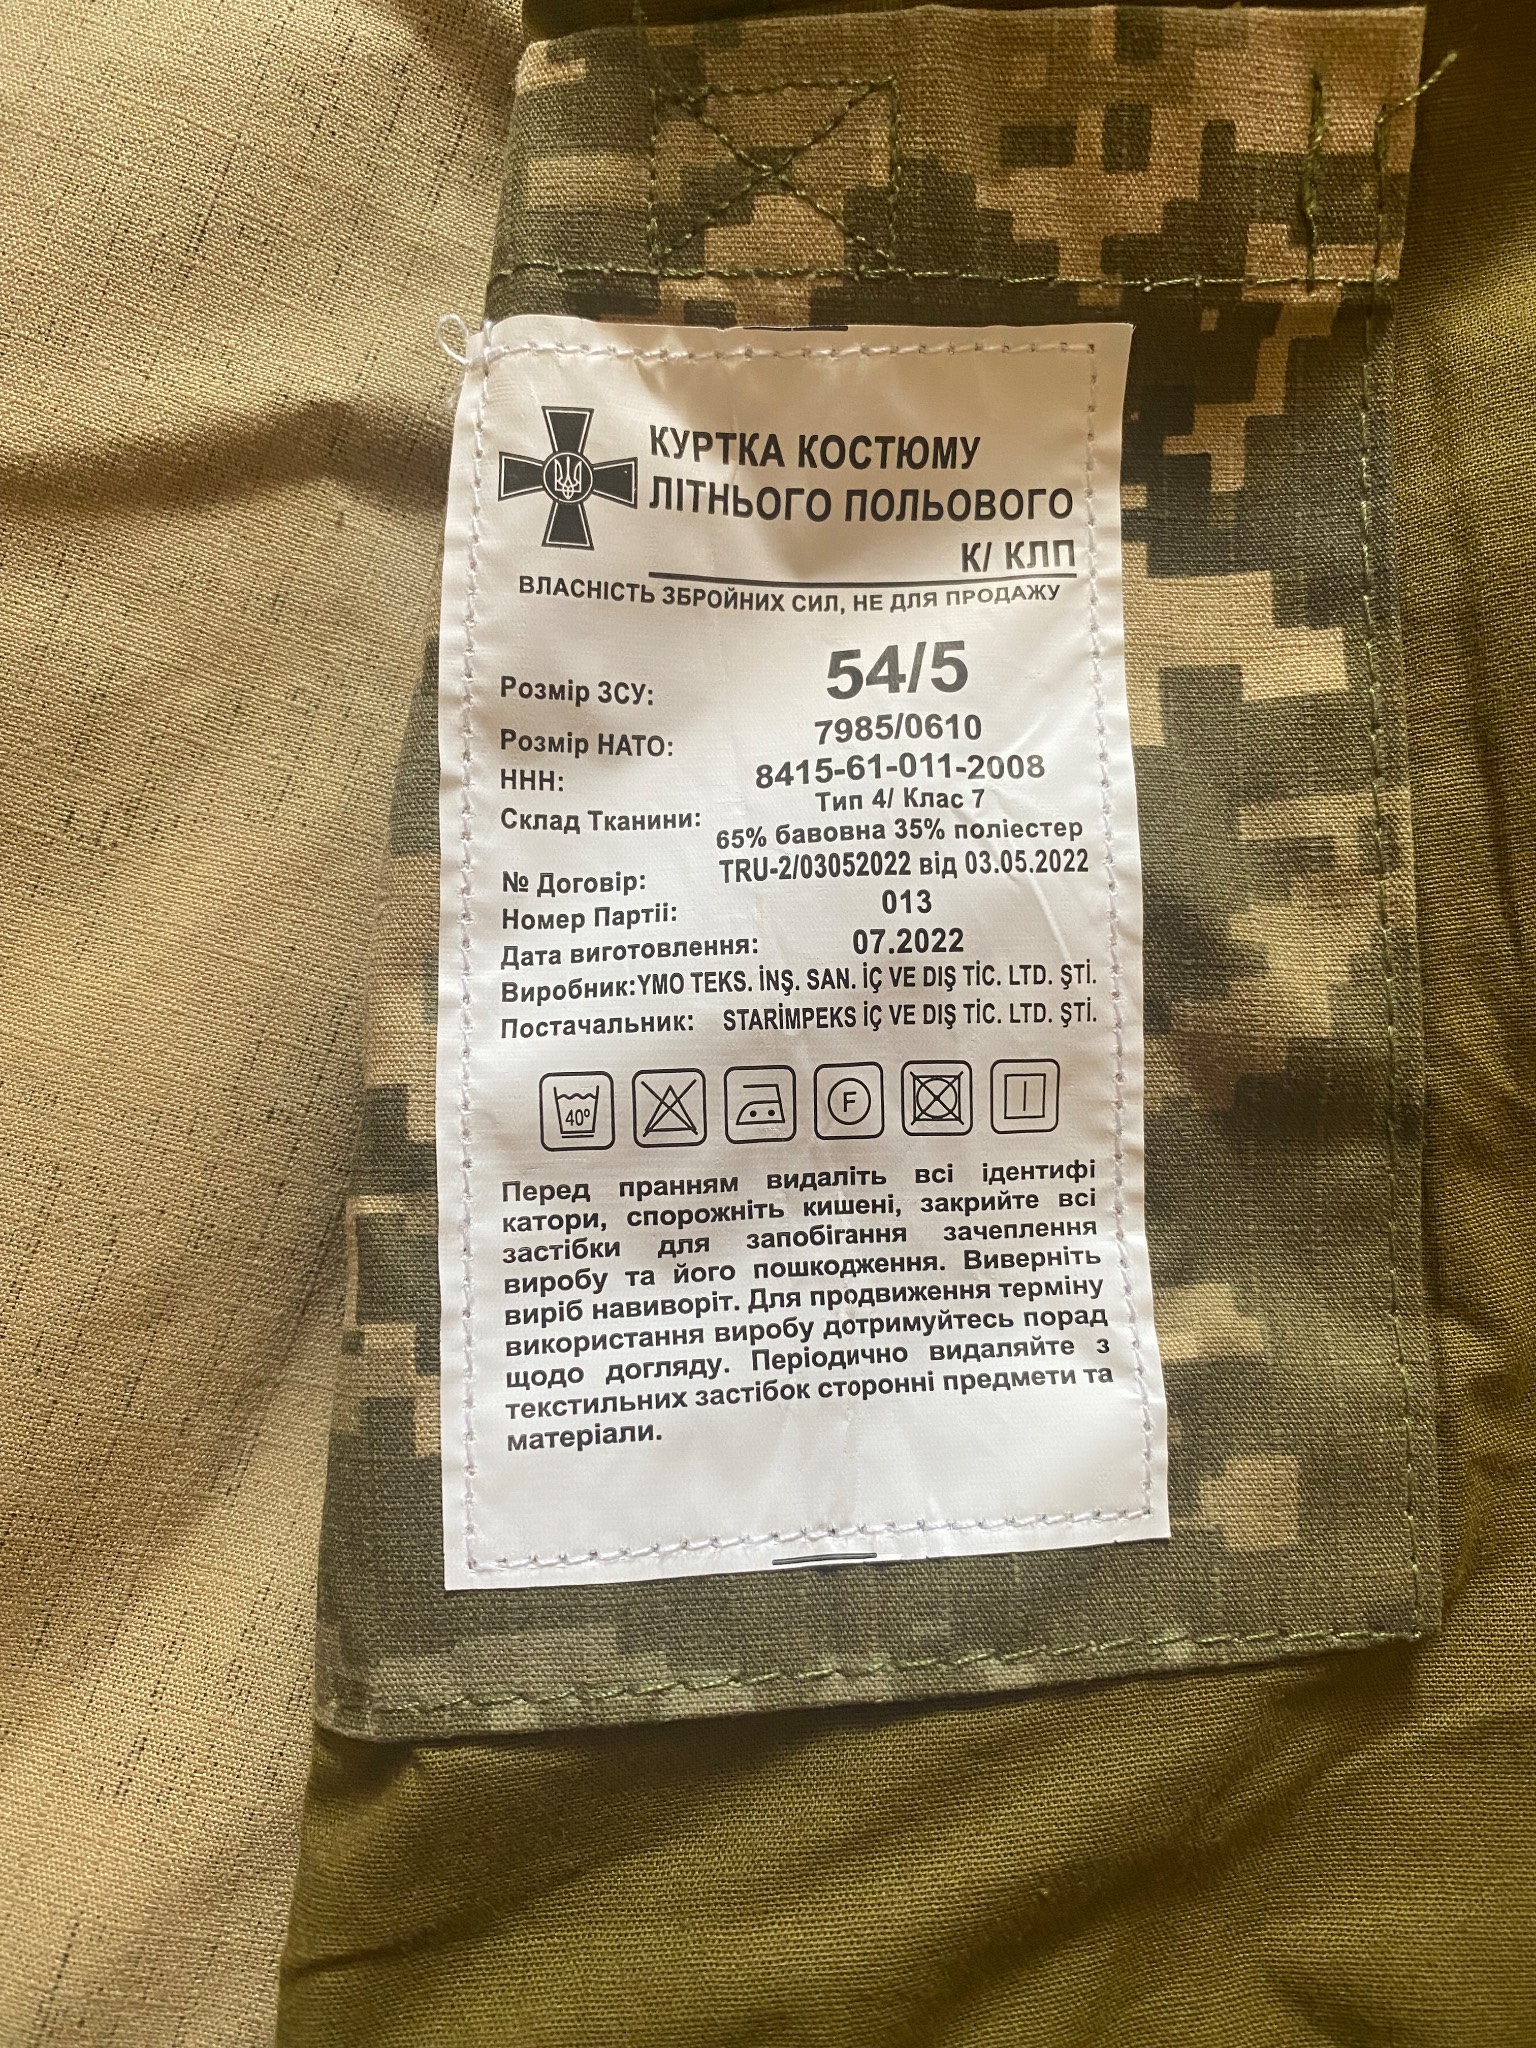 КУРТКА КОСТЮМУ
ЛІТНЬОГО ПОЛЬОВОГО
К/ КЛП
ВЛАСНІСТЬ ЗБРОЙНИХ СИЛ, НЕ ДЛЯ ПРОДАЖУ
Розмір ЗСУ: 54/5
Розмір НАТО: 7985/0610
ННН: 8415-61-011-2008
Тип 4/ Клас 7
Склад Тканини: 65% бавовна 35% поліестер
№ Договір: TRU-2/03052022 від 03.05.2022
Номер Партії: 013
Дата виготовлення: 07.2022
Виробник:YMO TEKS. İNŞ. SAN. İÇ VE DIŞ TİC. LTD. ŞTİ.
Постачальник: STARİMPEKS İÇ VE DIŞ TİC. LTD. ŞTİ.
40º F
Перед пранням видаліть всі ідентифі
катори, спорожніть кишені, закрийте всі
застібки для запобігання зачеплення
виробу та його пошкодження. Виверніть
виріб навиворіт. Для продвиження терміну
використання виробу дотримуйтесь порад
щодо догляду. Періодично видаляйте з
текстильних застібок сторонні предмети та
матеріали.